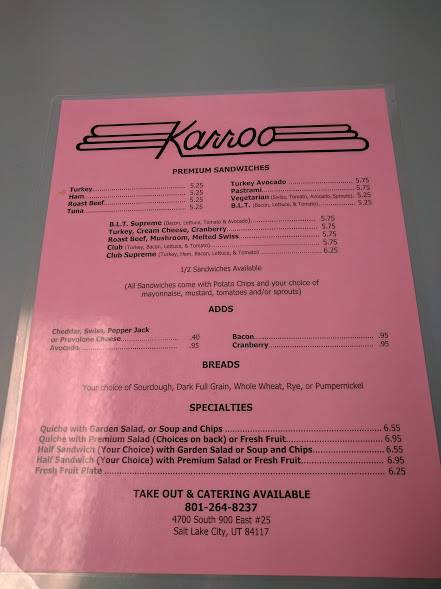 Karroo
PREMIUM SANDWICHES
Turkey 5.25
Ham 5.25
Roast Beef 5.25
Tuna 5.25
Turkey Avocado 5.75
Pastrami 5.75
Vegetarian (Swiss, Tomato, Avocado, Sprouts) 5.25
B.L.T. (Bacon, Lettuce, & Tomato) 5.25
B.L.T. Supreme (Bacon, Lettuce, Tomato & Avocado) 5.75
Turkey, Cream Cheese, Cranberry 5.75
Roast Beef, Mushroom, Melted Swiss 5.75
Club (Turkey, Bacon, Lettuce, & Tomato) 5.75
Club Supreme (Turkey, Ham, Bacon, Lettuce, & Tomato) 6.25
1/2 Sandwiches Available
(All Sandwiches come with Potato Chips and your choice of
mayonnaise, mustard, tomatoes and/or sprouts)
ADDS
Cheddar, Swiss, Pepper Jack
or Provolone Cheese .40
Avocado .95
Bacon .95
Cranberry .95
BREADS
Your choice of Sourdough, Dark Full Grain, Whole Wheat, Rye, or Pumpernickel
SPECIALTIES
Quiche with Garden Salad, or Soup and Chips 6.55
Quiche with Premium Salad (Choices on back) or Fresh Fruit 6.95
Half Sandwich (Your Choice) with Garden Salad or Soup and Chips 6.55
Half Sandwich (Your Choice) with Premium Salad or Fresh Fruit 6.95
Fresh Fruit Plate 6.25
TAKE OUT & CATERING AVAILABLE
801-264-8237
4700 South 900 East #25
Salt Lake City, UT 84117